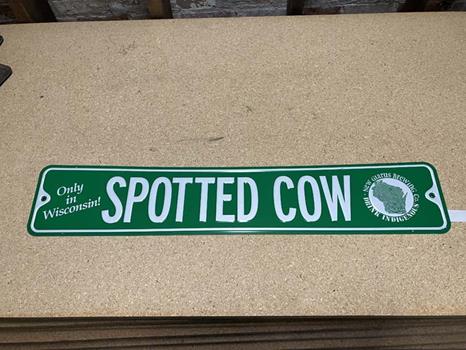 Only
in
Wisconsin!
SPOTTED COW
NEW GLARUS BREWING CO.
DRINK INDIGENOUS